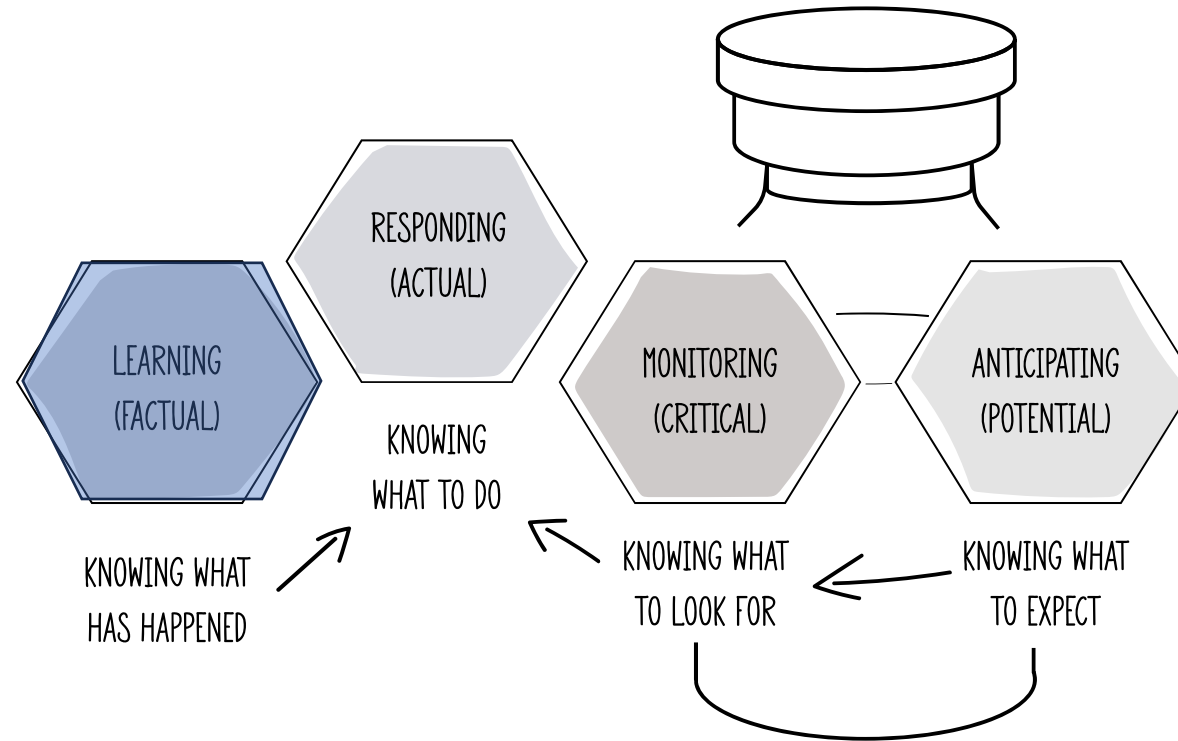 LEARNING
(FACTUAL)
KNOWING WHAT
HAS HAPPENED
RESPONDING
(ACTUAL)
KNOWING
WHAT TO DO
MONITORING
(CRITICAL)
KNOWING WHAT
TO LOOK FOR
ANTICIPATING
(POTENTIAL)
KNOWING WHAT
TO EXPECT